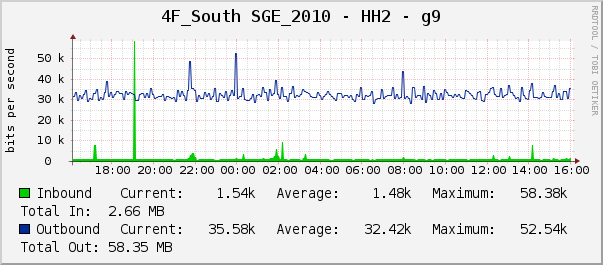 4F_South SGE_2010 - HH2 - g9
RRDTOOL / TOBI OETIKER
bits per second
50 k
40 k
30 k
20 k
10 k
0
18:00 20:00 22:00 00:00 02:00 04:00 06:00 08:00 10:00 12:00 14:00 16:00
Inbound Current: 1.54k Average: 1.48k Maximum: 58.38k
Total In: 2.66 MB
Outbound Current: 35.58k Average: 32.42k Maximum: 52.54k
Total Out: 58.35 MB